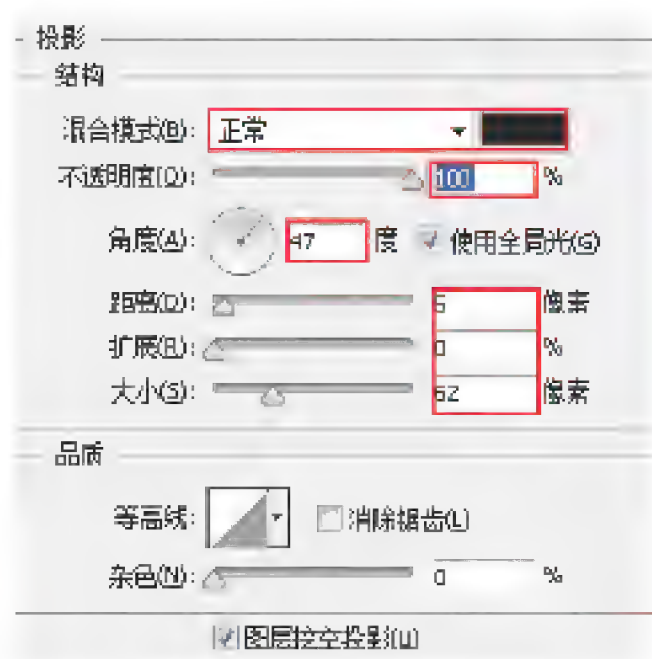 投影
结构
混合模式(B): 正常
不透明度(O): 100 %
角度(A): 47 度 使用全局光(G)
距离(D): 5 像素
扩展(R): 0 %
大小(S): 62 像素
品质
等高线: 消除锯齿(L)
杂色(N): 0 %
图层挖空投影(U)